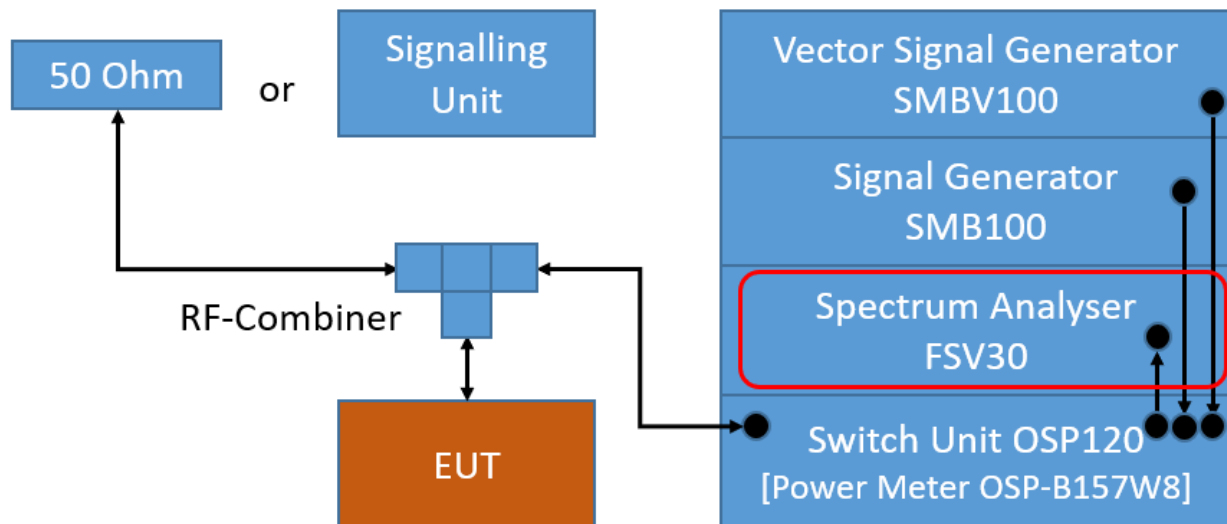 50 Ohm
or
Signalling
Unit
Vector Signal Generator
SMBV100
Signal Generator
SMB100
Spectrum Analyser
FSV30
RF-Combiner
EUT
Switch Unit OSP120
[Power Meter OSP-B157W8]